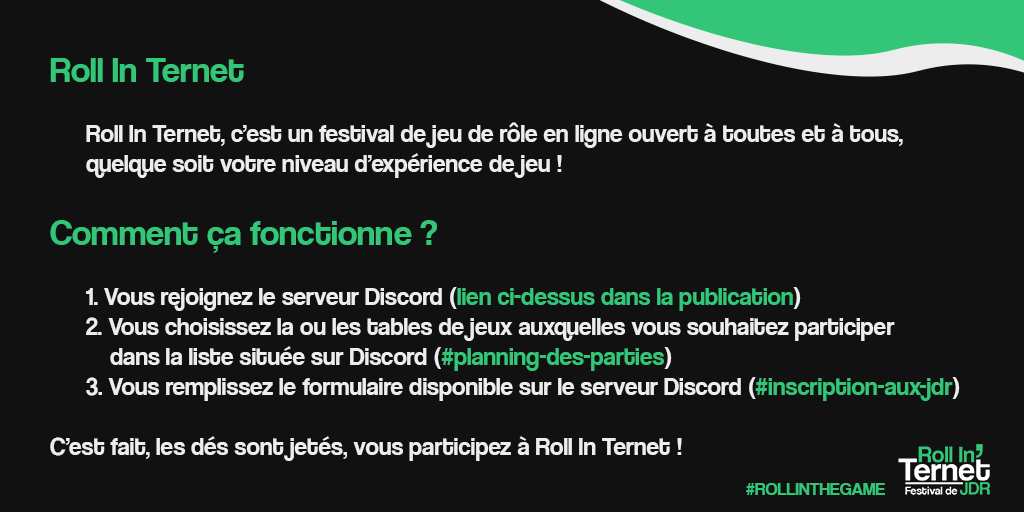 Roll In Ternet
Roll In Ternet, c’est un festival de jeu de rôle en ligne ouvert à toutes et à tous,
quelque soit votre niveau d’expérience de jeu !
Comment ça fonctionne ?
1. Vous rejoignez le serveur Discord (lien ci-dessus dans la publication)
2. Vous choisissez la ou les tables de jeux auxquelles vous souhaitez participer
dans la liste située sur Discord (#planning-des-parties)
3. Vous remplissez le formulaire disponible sur le serveur Discord (#inscription-aux-jdr)
C’est fait, les dés sont jetés, vous participez à Roll In Ternet !
#ROLLINTHEGAME
Roll In’
Ternet
Festival de JDR